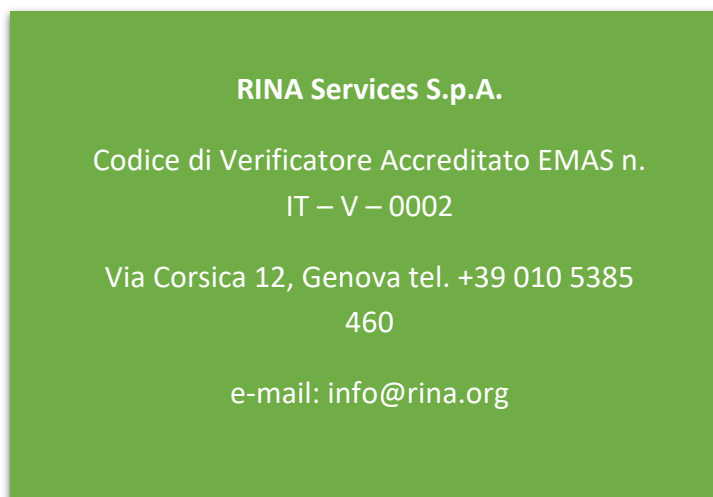 RINA Services S.p.A.
Codice di Verificatore Accreditato EMAS n.
IT – V – 0002
Via Corsica 12, Genova tel. +39 010 5385
460
e-mail: info@rina.org